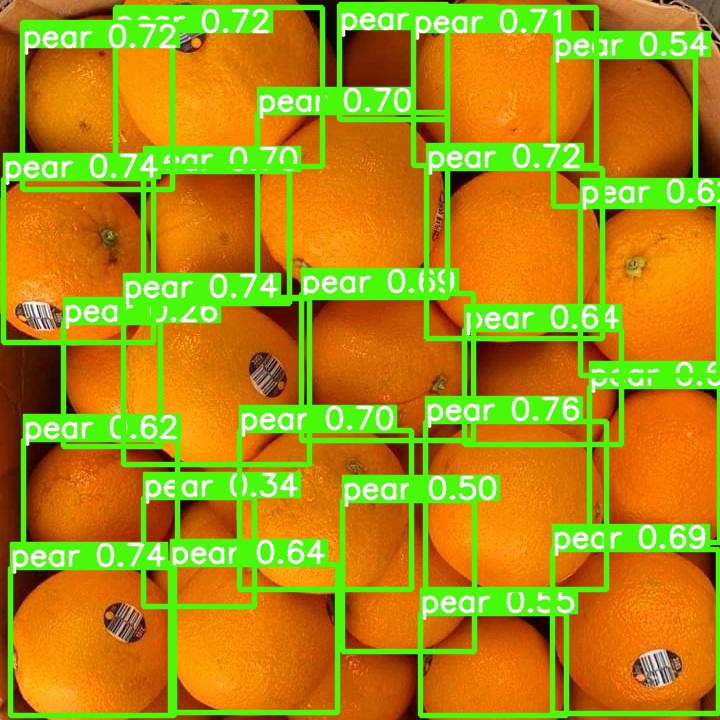 pear 0.72
pear 0.72
pear
pear 0.71
pear 0.54
pear 0.70
pear 0.74
pear 0.70
pear 0.72
pear 0.62
pear 0.74
pear 0.69
pear 0.26
pear 0.64
pear 0.5
pear 0.62
pear 0.70
pear 0.76
pear 0.34
pear 0.50
pear 0.74
pear 0.64
pear 0.69
pear 0.55